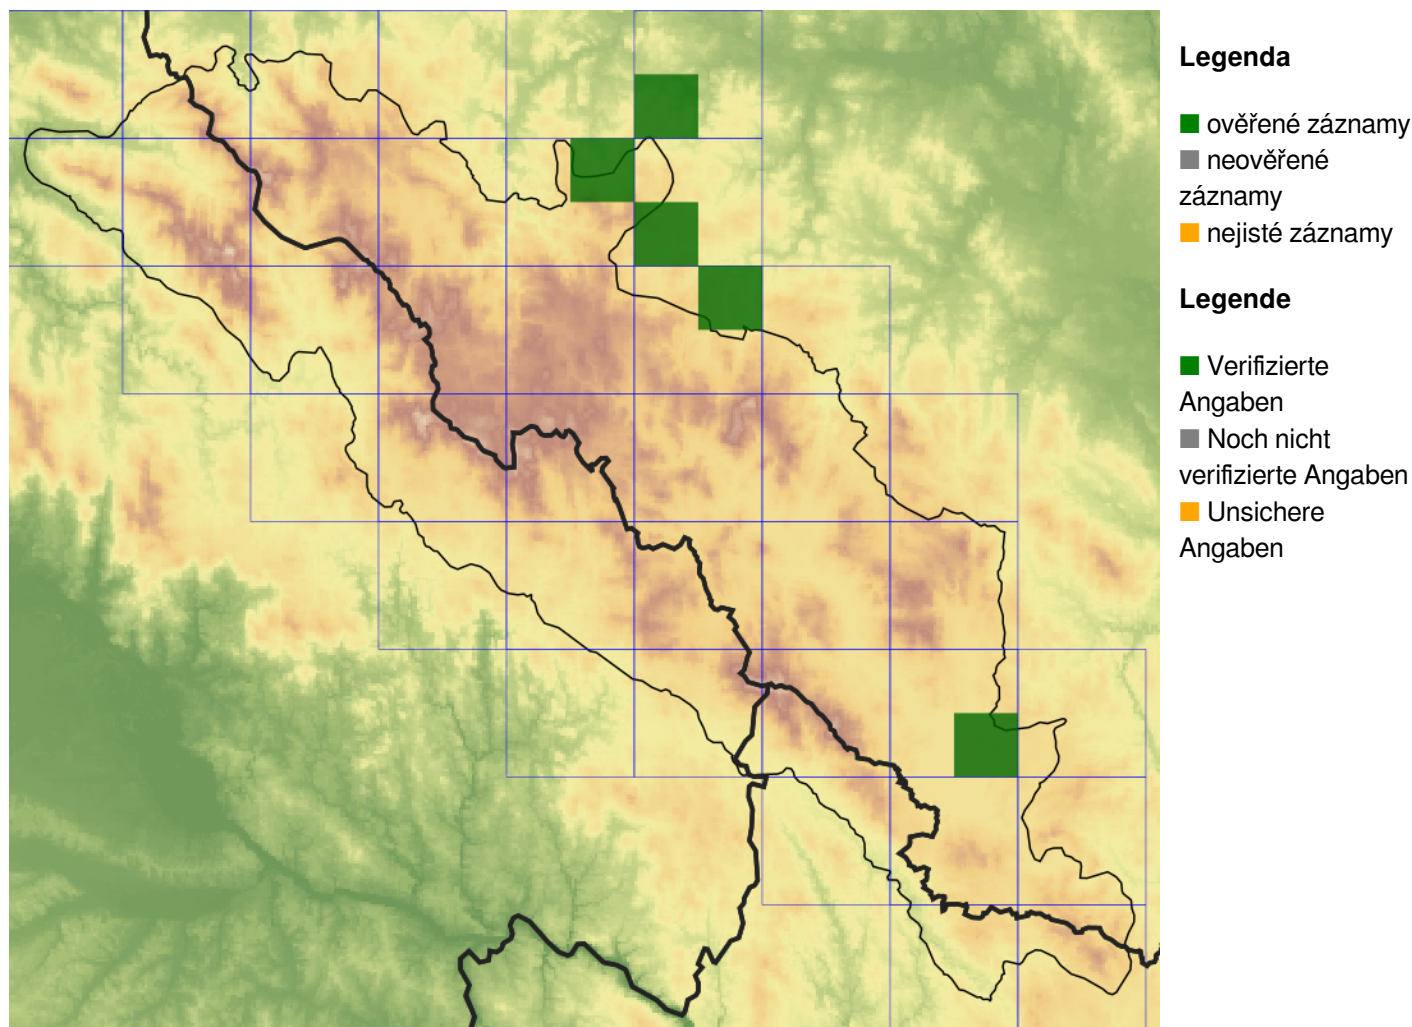 Legenda
ověřené záznamy
neověřené
záznamy
nejisté záznamy
Legende
Verifizierte
Angaben
Noch nicht
verifizierte Angaben
Unsichere
Angaben